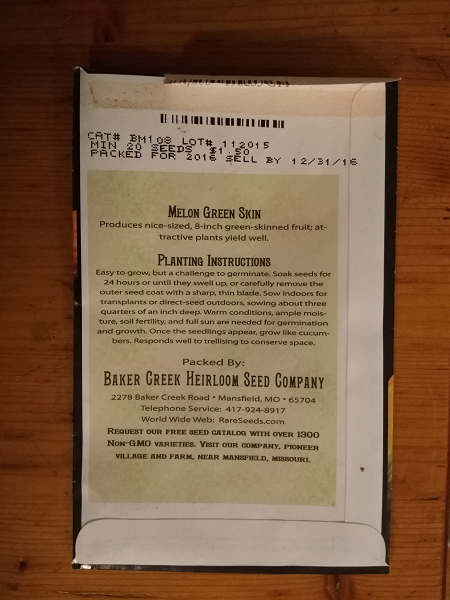 CAT# BM108 LOT# 112015
MIN 20 SEEDS $1.50
PACKED FOR 2016 SELL BY 12/31/16
Melon Green Skin
Produces nice-sized, 8-inch green-skinned fruit; at-
tractive plants yield well.
Planting Instructions
Easy to grow, but a challenge to germinate. Soak seeds for
24 hours or until they swell up, or carefully remove the
outer seed coat with a sharp, thin blade. Sow indoors for
transplants or direct-seed outdoors, sowing about three
quarters of an inch deep. Warm conditions, ample mois-
ture, soil fertility, and full sun are needed for germination
and growth. Once the seedlings appear, grow like cucum-
bers. Responds well to trellising to conserve space.
Packed By:
Baker Creek Heirloom Seed Company
2278 Baker Creek Road • Mansfield, MO • 65704
Telephone Service: 417-924-8917
World Wide Web: RareSeeds.com
Request our free seed catalog with over 1300
Non-GMO varieties. Visit our company, pioneer
village and farm, near Mansfield, Missouri.